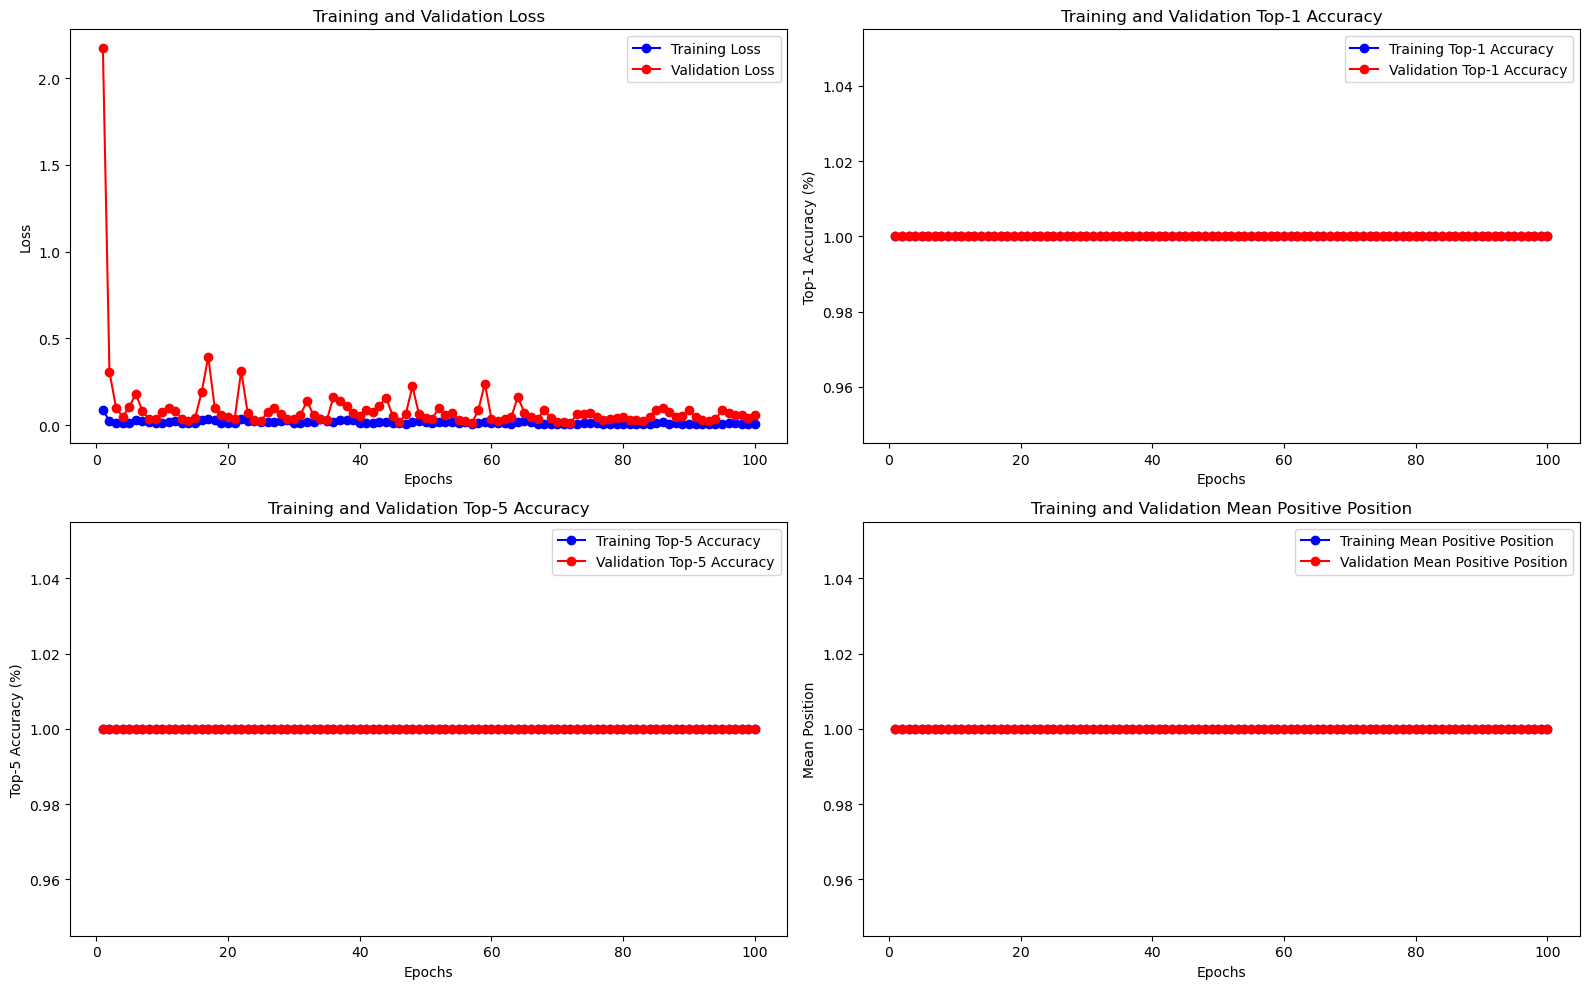 Training and Validation Loss
Training Loss
Validation Loss
2.0
1.5
1.0
0.5
0.0
Loss
0 20 40 60 80 100
Epochs
Training and Validation Top-1 Accuracy
Training Top-1 Accuracy
Validation Top-1 Accuracy
1.04
1.02
1.00
0.98
0.96
Top-1 Accuracy (%)
0 20 40 60 80 100
Epochs
Training and Validation Top-5 Accuracy
Training Top-5 Accuracy
Validation Top-5 Accuracy
1.04
1.02
1.00
0.98
0.96
Top-5 Accuracy (%)
0 20 40 60 80 100
Epochs
Training and Validation Mean Positive Position
Training Mean Positive Position
Validation Mean Positive Position
1.04
1.02
1.00
0.98
0.96
Mean Position
0 20 40 60 80 100
Epochs